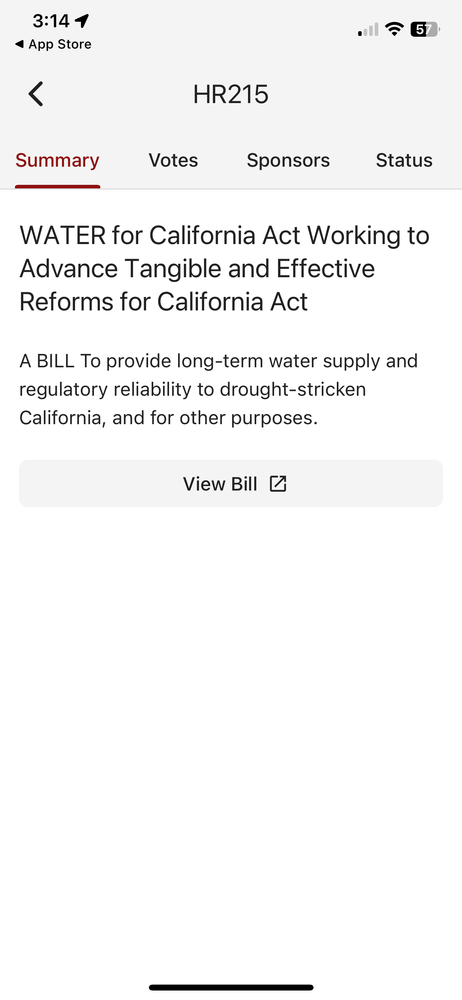 3:14
57
◀ App Store
HR215
Summary Votes Sponsors Status
WATER for California Act Working to
Advance Tangible and Effective
Reforms for California Act
A BILL To provide long-term water supply and
regulatory reliability to drought-stricken
California, and for other purposes.
View Bill